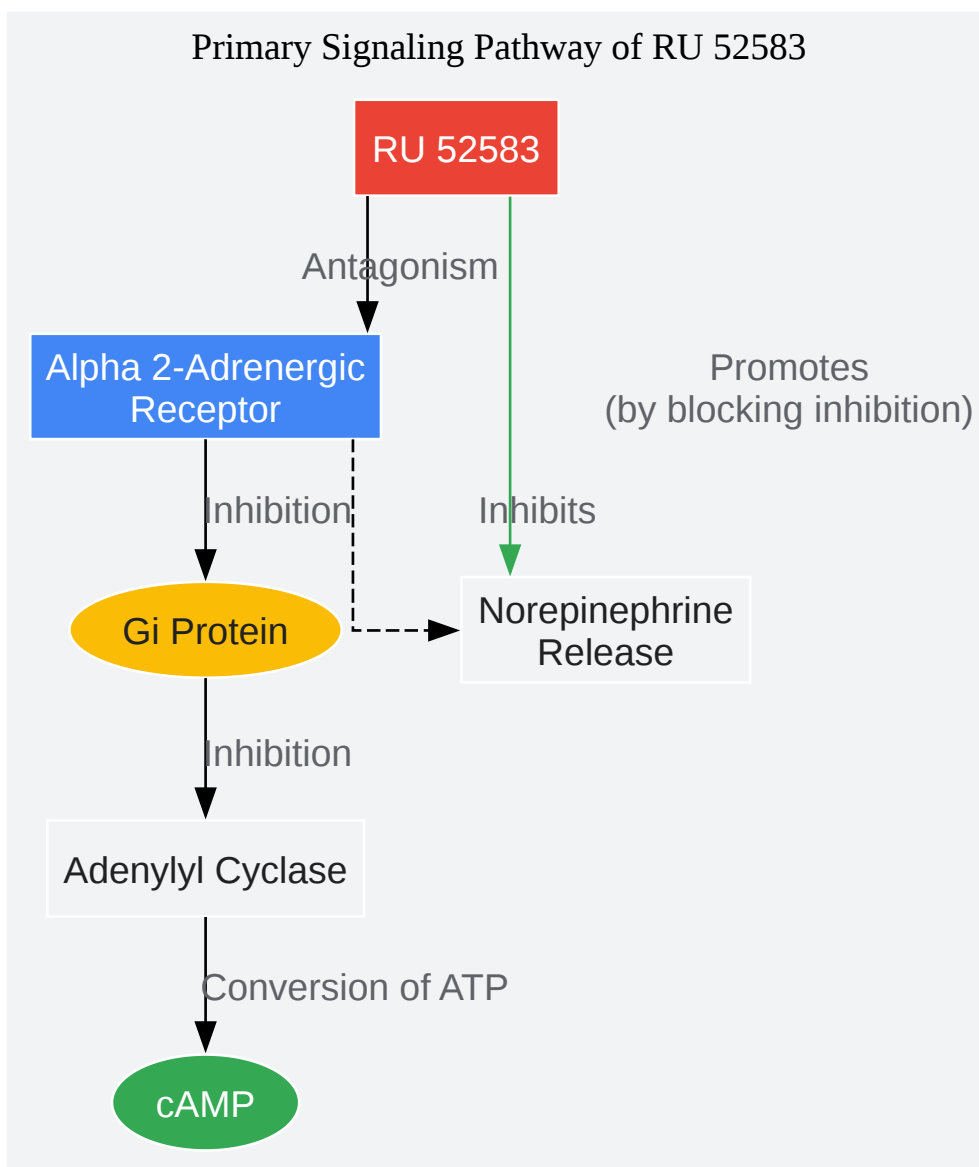 Primary Signaling Pathway of RU 52583
RU 52583
Antagonism
Alpha 2-Adrenergic
Receptor
Promotes
(by blocking inhibition)
Inhibition
Inhibits
Gi Protein
Norepinephrine
Release
Inhibition
Adenylyl Cyclase
Conversion of ATP
cAMP